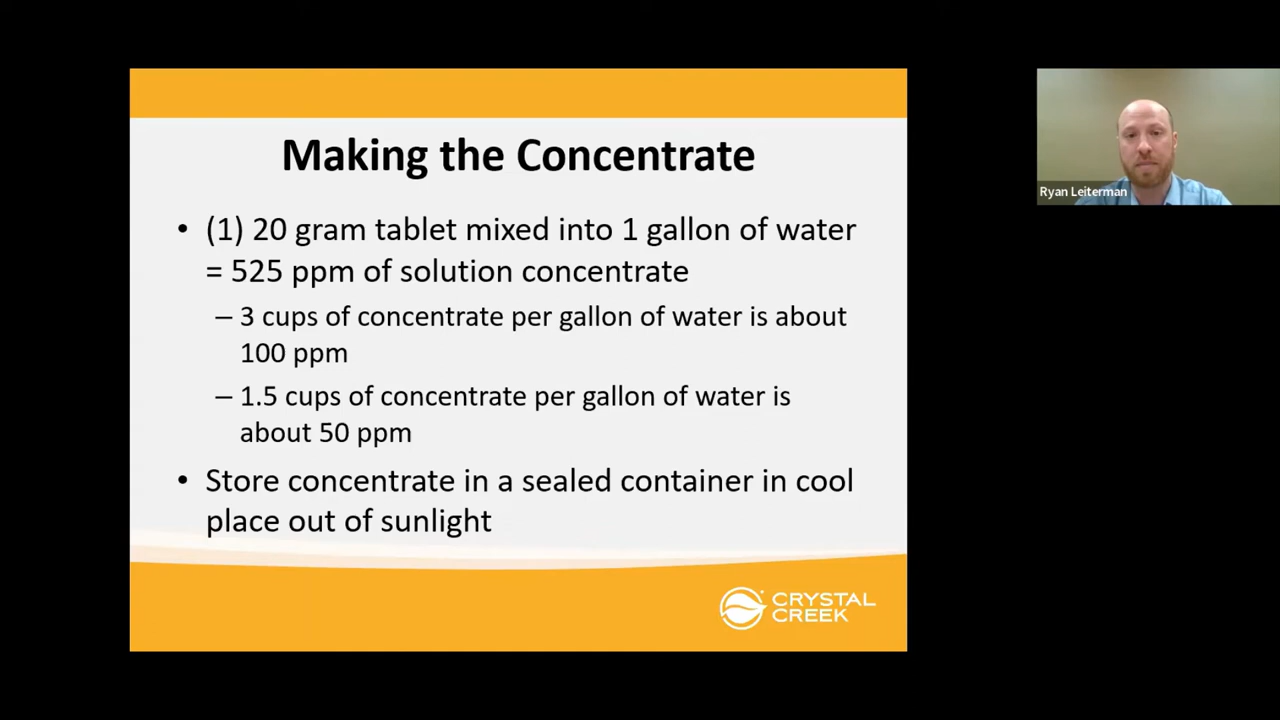 Making the Concentrate
• (1) 20 gram tablet mixed into 1 gallon of water
= 525 ppm of solution concentrate
– 3 cups of concentrate per gallon of water is about
100 ppm
– 1.5 cups of concentrate per gallon of water is
about 50 ppm
• Store concentrate in a sealed container in cool
place out of sunlight
CRYSTAL
CREEK
Ryan Leiterman